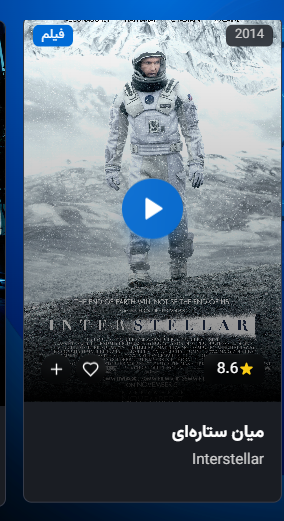 فیلم
2014
THE END OF EARTH WILL NOT BE THE END OF US
INTERSTELLAR
8.6
میان ستاره‌ای
Interstellar